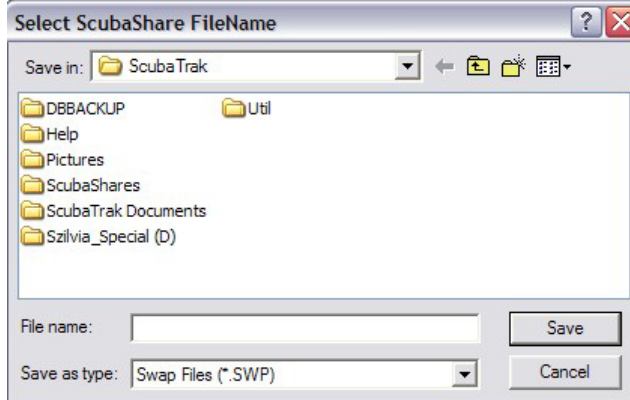 Select ScubaShare FileName
Save in: ScubaTrak
DBBACKUP Util
Help
Pictures
ScubaShares
ScubaTrak Documents
Szilvia_Special (D)
File name: Save
Save as type: Swap Files (*.SWP) Cancel